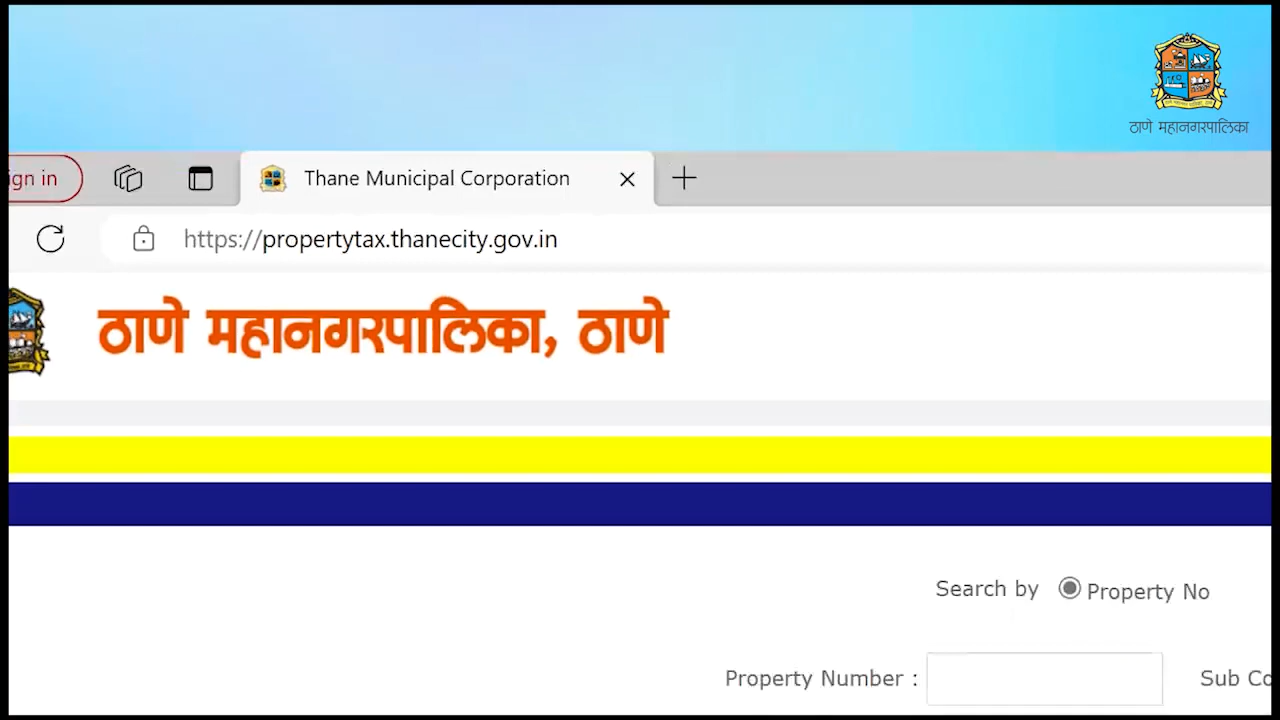 ठाणे महानगरपालिका
ign in
Thane Municipal Corporation
https://propertytax.thanecity.gov.in
ठाणे महानगरपालिका, ठाणे
Search by Property No
Property Number : Sub Co